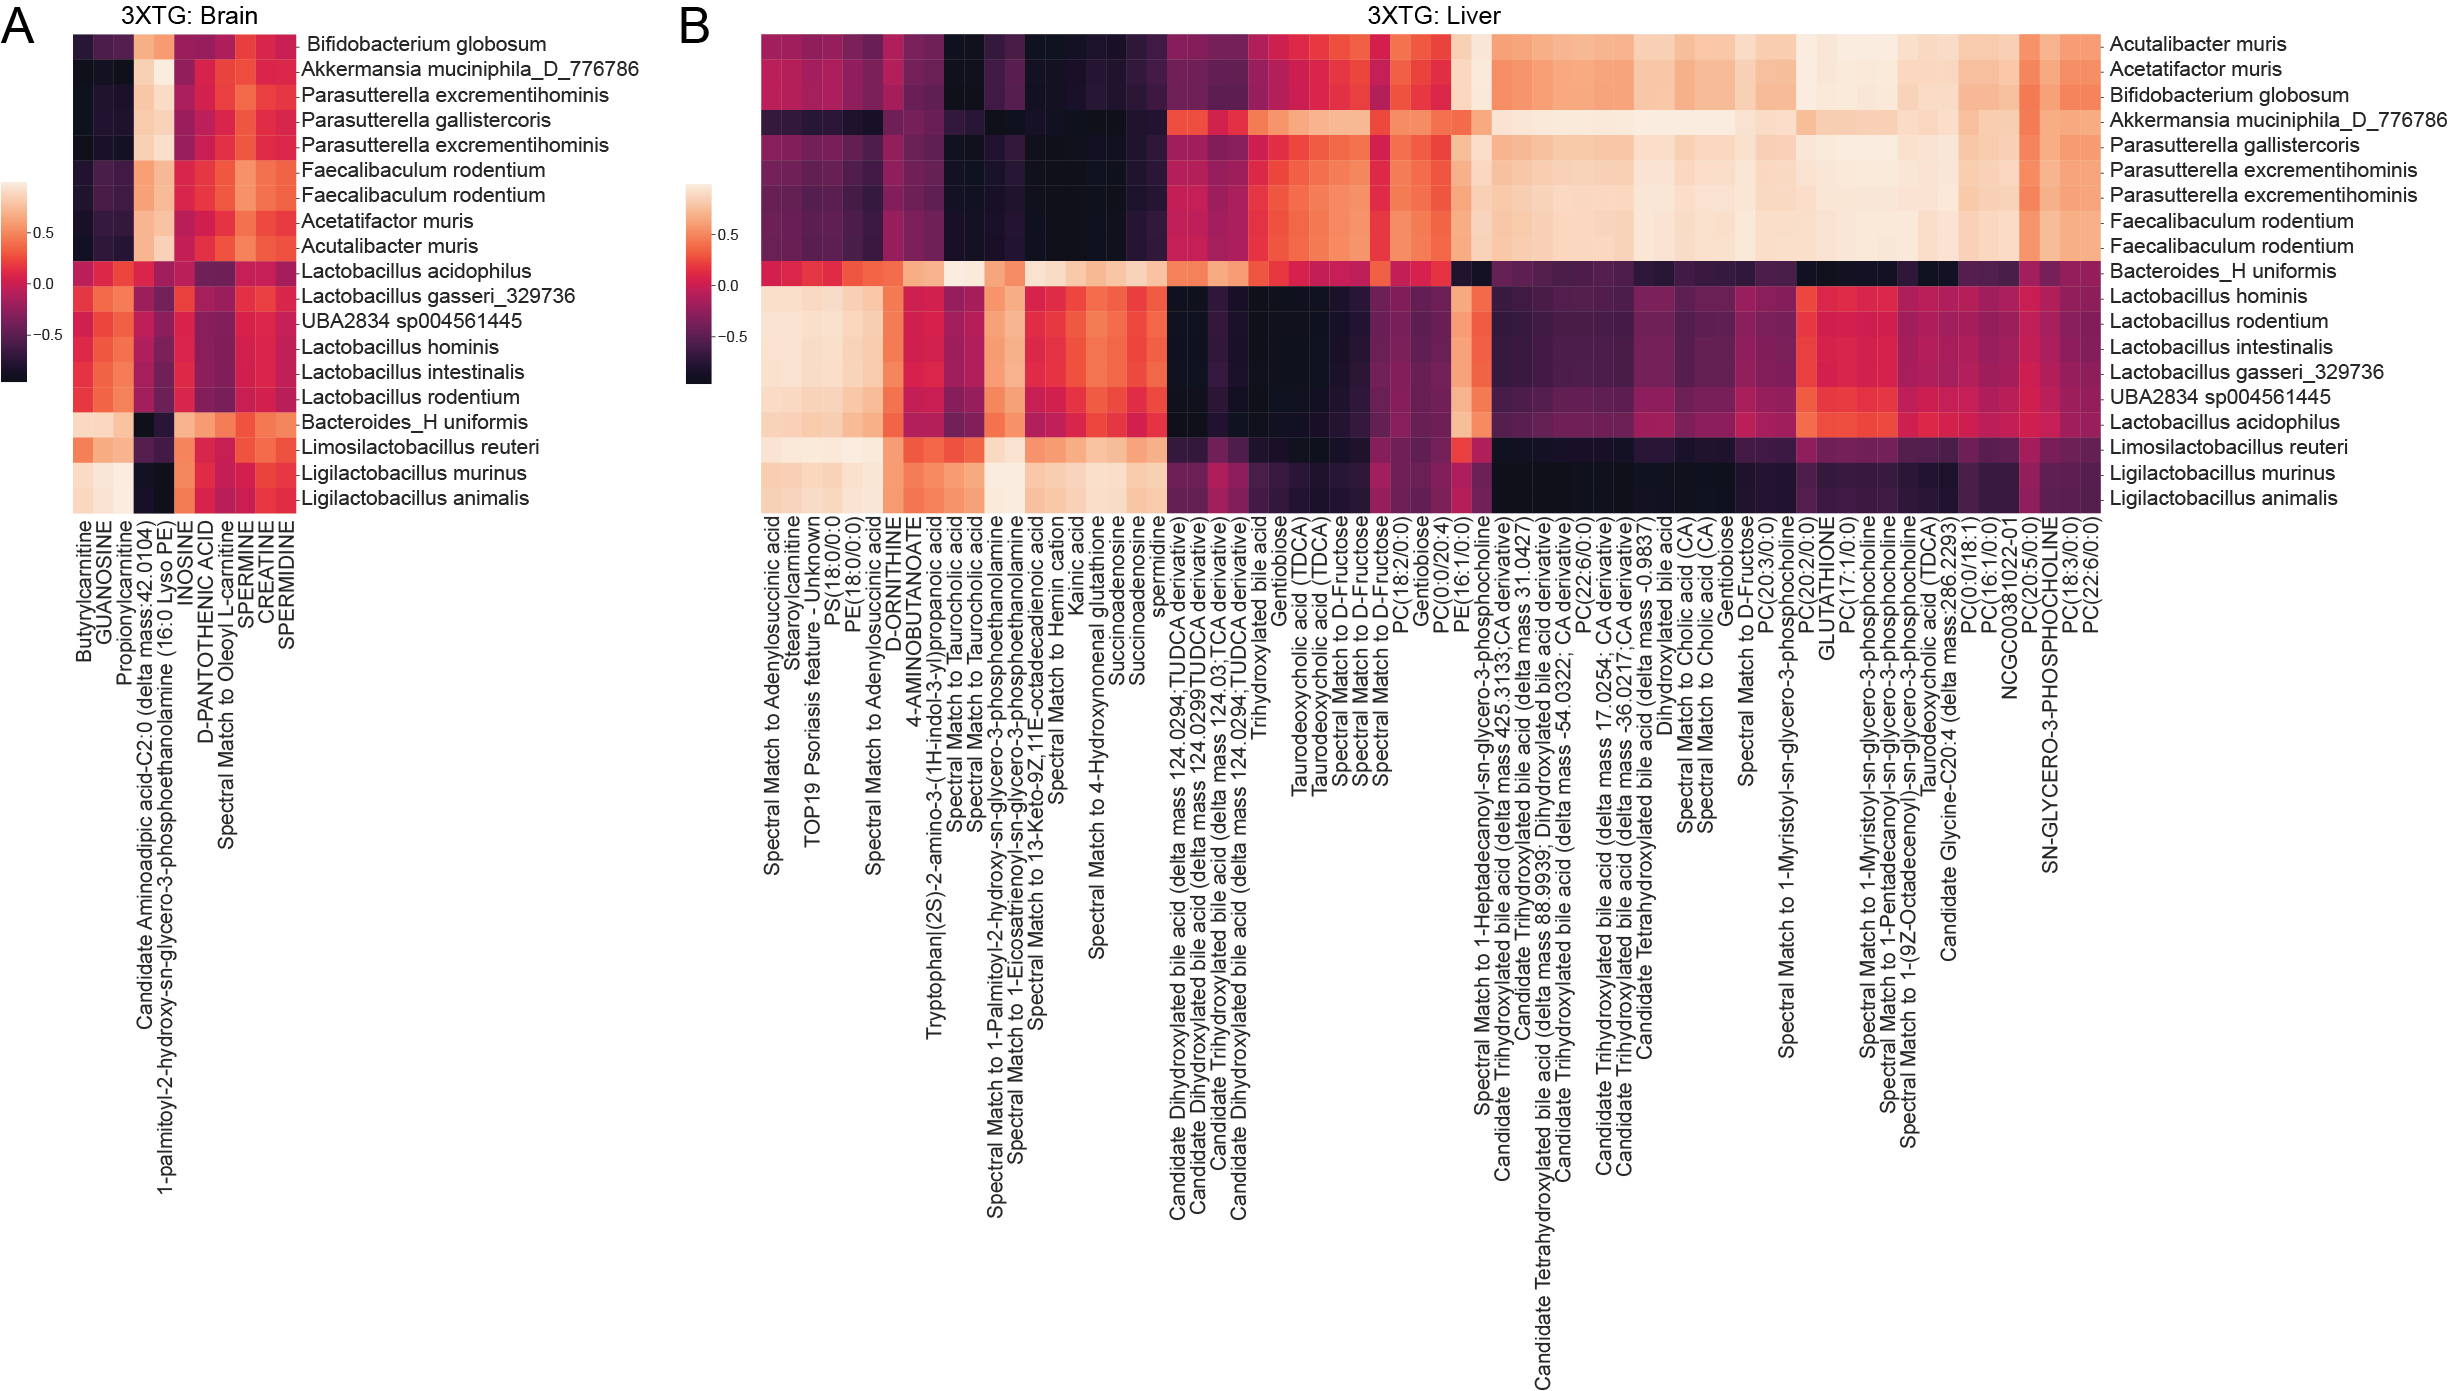 A
3XTG: Brain
Bifidobacterium globosum
Akkermansia muciniphila_D_776786
Parasutterella excrementihominis
Parasutterella gallistercoris
Parasutterella excrementihominis
Faecalibaculum rodentium
Faecalibaculum rodentium
Acetatifactor muris
Acutalibacter muris
Lactobacillus acidophilus
Lactobacillus gasseri_329736
UBA2834 sp004561445
Lactobacillus hominis
Lactobacillus intestinalis
Lactobacillus rodentium
Bacteroides_H uniformis
Limosilactobacillus reuteri
Ligilactobacillus murinus
Ligilactobacillus animalis
0.5
0.0
−0.5
Butyrylcarnitine
GUANOSINE
Propionylcarnitine
Candidate Aminoadipic acid-C2:0 (delta mass:42.0104)
1-palmitoyl-2-hydroxy-sn-glycero-3-phosphoethanolamine (16:0 Lyso PE)
INOSINE
D-PANTOTHENIC ACID
Spectral Match to Oleoyl L-carnitine
SPERMINE
CREATINE
SPERMIDINE
B
3XTG: Liver
Acutalibacter muris
Acetatifactor muris
Bifidobacterium globosum
Akkermansia muciniphila_D_776786
Parasutterella gallistercoris
Parasutterella excrementihominis
Parasutterella excrementihominis
Faecalibaculum rodentium
Faecalibaculum rodentium
Bacteroides_H uniformis
Lactobacillus hominis
Lactobacillus rodentium
Lactobacillus intestinalis
Lactobacillus gasseri_329736
UBA2834 sp004561445
Lactobacillus acidophilus
Limosilactobacillus reuteri
Ligilactobacillus murinus
Ligilactobacillus animalis
0.5
0.0
−0.5
Spectral Match to Adenylosuccinic acid
Stearoylcarnitine
TOP19 Psoriasis feature - Unknown
PS(18:0/0:0
PE(18:0/0:0)
Spectral Match to Adenylosuccinic acid
D-ORNITHINE
4-AMINOBUTANOATE
Tryptophan|(2S)-2-amino-3-(1H-indol-3-yl)propanoic acid
Spectral Match to Taurocholic acid
Spectral Match to Taurocholic acid
Spectral Match to 1-Palmitoyl-2-hydroxy-sn-glycero-3-phosphoethanolamine
Spectral Match to 1-Eicosatrienoyl-sn-glycero-3-phosphoethanolamine
Spectral Match to 13-Keto-9Z,11E-octadecadienoic acid
Spectral Match to Hemin cation
Kainic acid
Spectral Match to 4-Hydroxynonenal glutathione
Succinoadenosine
Succinoadenosine
spermidine
Candidate Dihydroxylated bile acid (delta mass 124.0294;TUDCA derivative)
Candidate Dihydroxylated bile acid (delta mass 124.0299TUDCA derivative)
Candidate Trihydroxylated bile acid (delta mass 124.03;TCA derivative)
Candidate Dihydroxylated bile acid (delta mass 124.0294;TUDCA derivative)
Trihydroxylated bile acid
Gentiobiose
Taurodeoxycholic acid (TDCA)
Taurodeoxycholic acid (TDCA)
Spectral Match to D-Fructose
Spectral Match to D-Fructose
Spectral Match to D-Fructose
PC(18:2/0:0)
Gentiobiose
PC(0:0/20:4)
PE(16:1/0:0)
Spectral Match to 1-Heptadecanoyl-sn-glycero-3-phosphocholine
Candidate Trihydroxylated bile acid (delta mass 425.3133;CA derivative)
Candidate Trihydroxylated bile acid (delta mass 31.0427)
Candidate Tetrahydroxylated bile acid (delta mass 88.9939; Dihydroxylated bile acid derivative)
Candidate Trihydroxylated bile acid (delta mass -54.0322; CA derivative)
PC(22:6/0:0)
Candidate Trihydroxylated bile acid (delta mass 17.0254; CA derivative)
Candidate Trihydroxylated bile acid (delta mass -36.0217;CA derivative)
Candidate Tetrahydroxylated bile acid (delta mass -0.9837)
Dihydroxylated bile acid
Spectral Match to Cholic acid (CA)
Spectral Match to Cholic acid (CA)
Gentiobiose
Spectral Match to D-Fructose
PC(20:3/0:0)
Spectral Match to 1-Myristoyl-sn-glycero-3-phosphocholine
PC(20:2/0:0)
GLUTATHIONE
PC(17:1/0:0)
Spectral Match to 1-Myristoyl-sn-glycero-3-phosphocholine
Spectral Match to 1-Pentadecanoyl-sn-glycero-3-phosphocholine
Spectral Match to 1-(9Z-Octadecenoyl)-sn-glycero-3-phosphocholine
Taurodeoxycholic acid (TDCA)
Candidate Glycine-C20:4 (delta mass:286.2293)
PC(0:0/18:1)
PC(16:1/0:0)
NCGC00381022-01
PC(20:5/0:0)
SN-GLYCERO-3-PHOSPHOCHOLINE
PC(18:3/0:0)
PC(22:6/0:0)